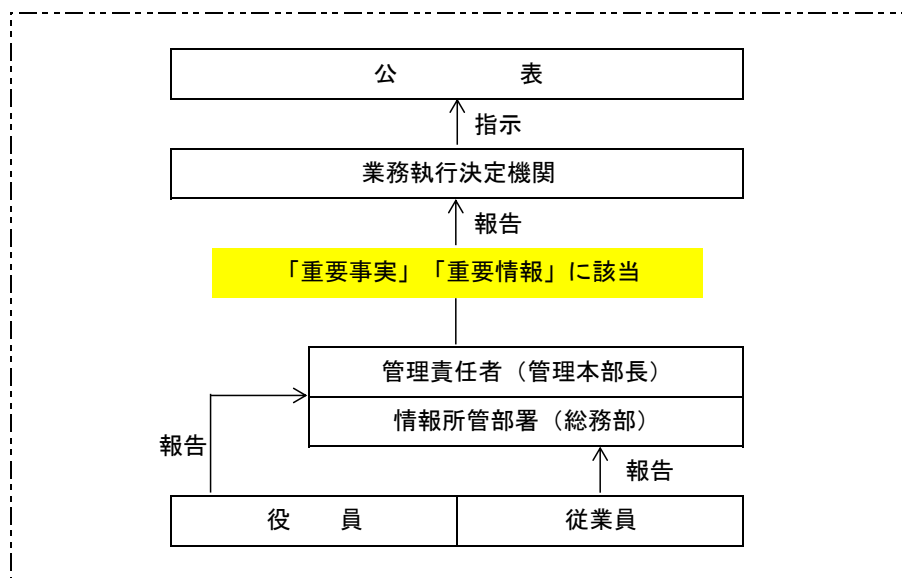 公　　　　　表
指示
業務執行決定機関
報告
「重要事実」「重要情報」に該当
管理責任者（管理本部長）
情報所管部署（総務部）
報告
報告
役　　員
従業員